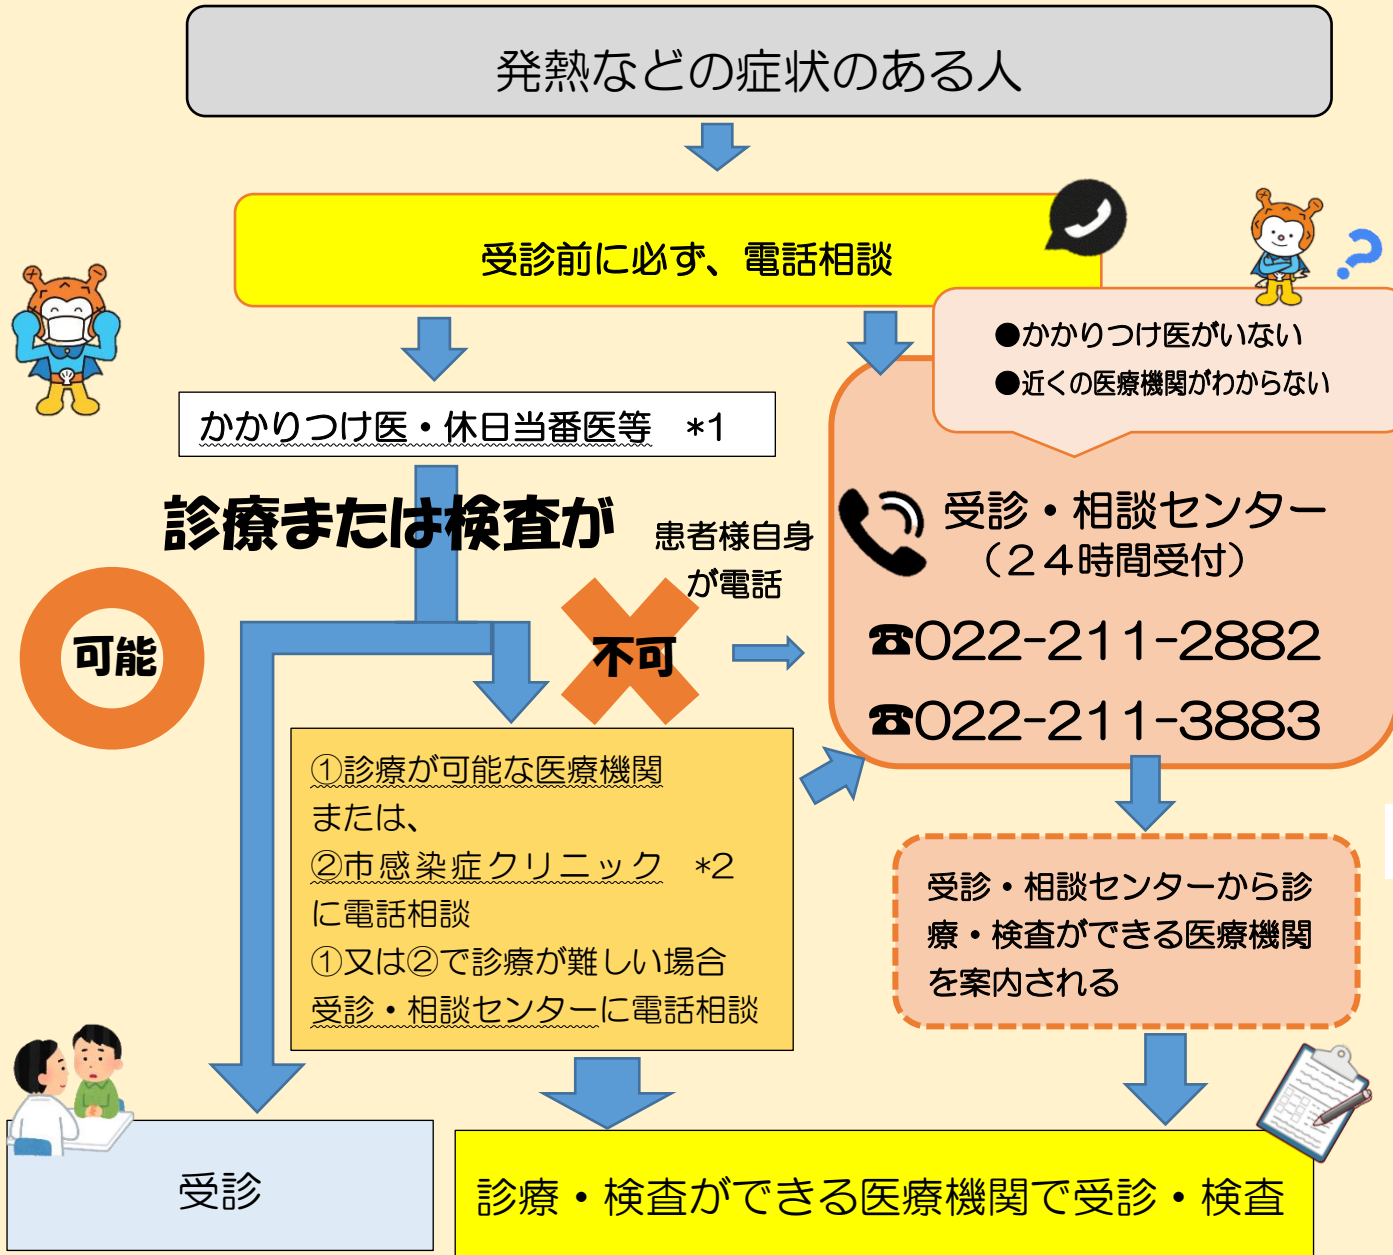 発熱などの症状のある人
受診前に必ず、電話相談
●かかりつけ医がいない
●近くの医療機関がわからない
かかりつけ医・休日当番医等　*1
診療または検査が
患者様自身
が電話
可能
不可
受診・相談センター
（２４時間受付）
☎022-211-2882
☎022-211-3883
①診療が可能な医療機関
または、
②市感染症クリニック　*2
に電話相談
①又は②で診療が難しい場合
受診・相談センターに電話相談
受診・相談センターから診
療・検査ができる医療機関
を案内される
受診
診療・検査ができる医療機関で受診・検査